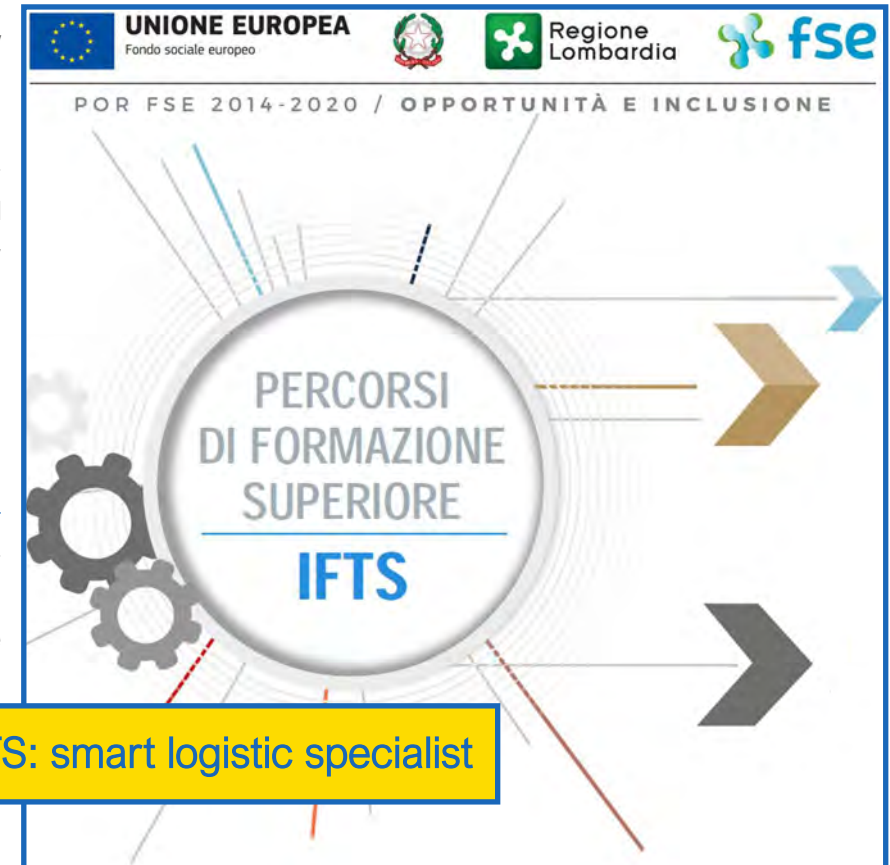 UNIONE EUROPEA
Fondo sociale europeo
Regione
Lombardia
fse
POR FSE 2014-2020 / OPPORTUNITÀ E INCLUSIONE
PERCORSI
DI FORMAZIONE
SUPERIORE
IFTS
smart logistic specialist